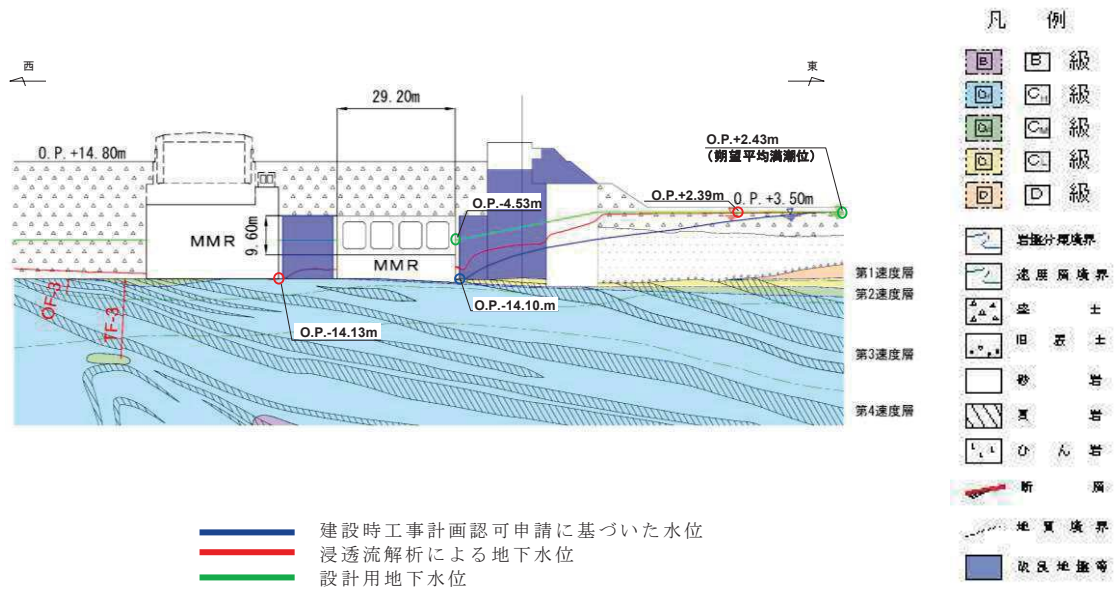 凡 例
西
東
29.20m
O.P.+14.80m
O.P.+2.43m
(朔望平均満潮位)
O.P.+2.39m
O.P.+3.50m
O.P.-4.53m
9.60m
MMR
MMR
O.P.-14.10.m
O.P.-14.13m
OF-3
TF-3
第1速度層
第2速度層
第3速度層
第4速度層
B B 級
CH CH 級
CM CM 級
CL CL 級
D D 級
岩盤分類境界
速度層境界
盛 土
旧 表 土
砂 岩
頁 岩
ひ ん 岩
断 層
地 質 境 界
改 良 地 盤 等
建設時工事計画認可申請に基づいた水位
浸透流解析による地下水位
設計用地下水位